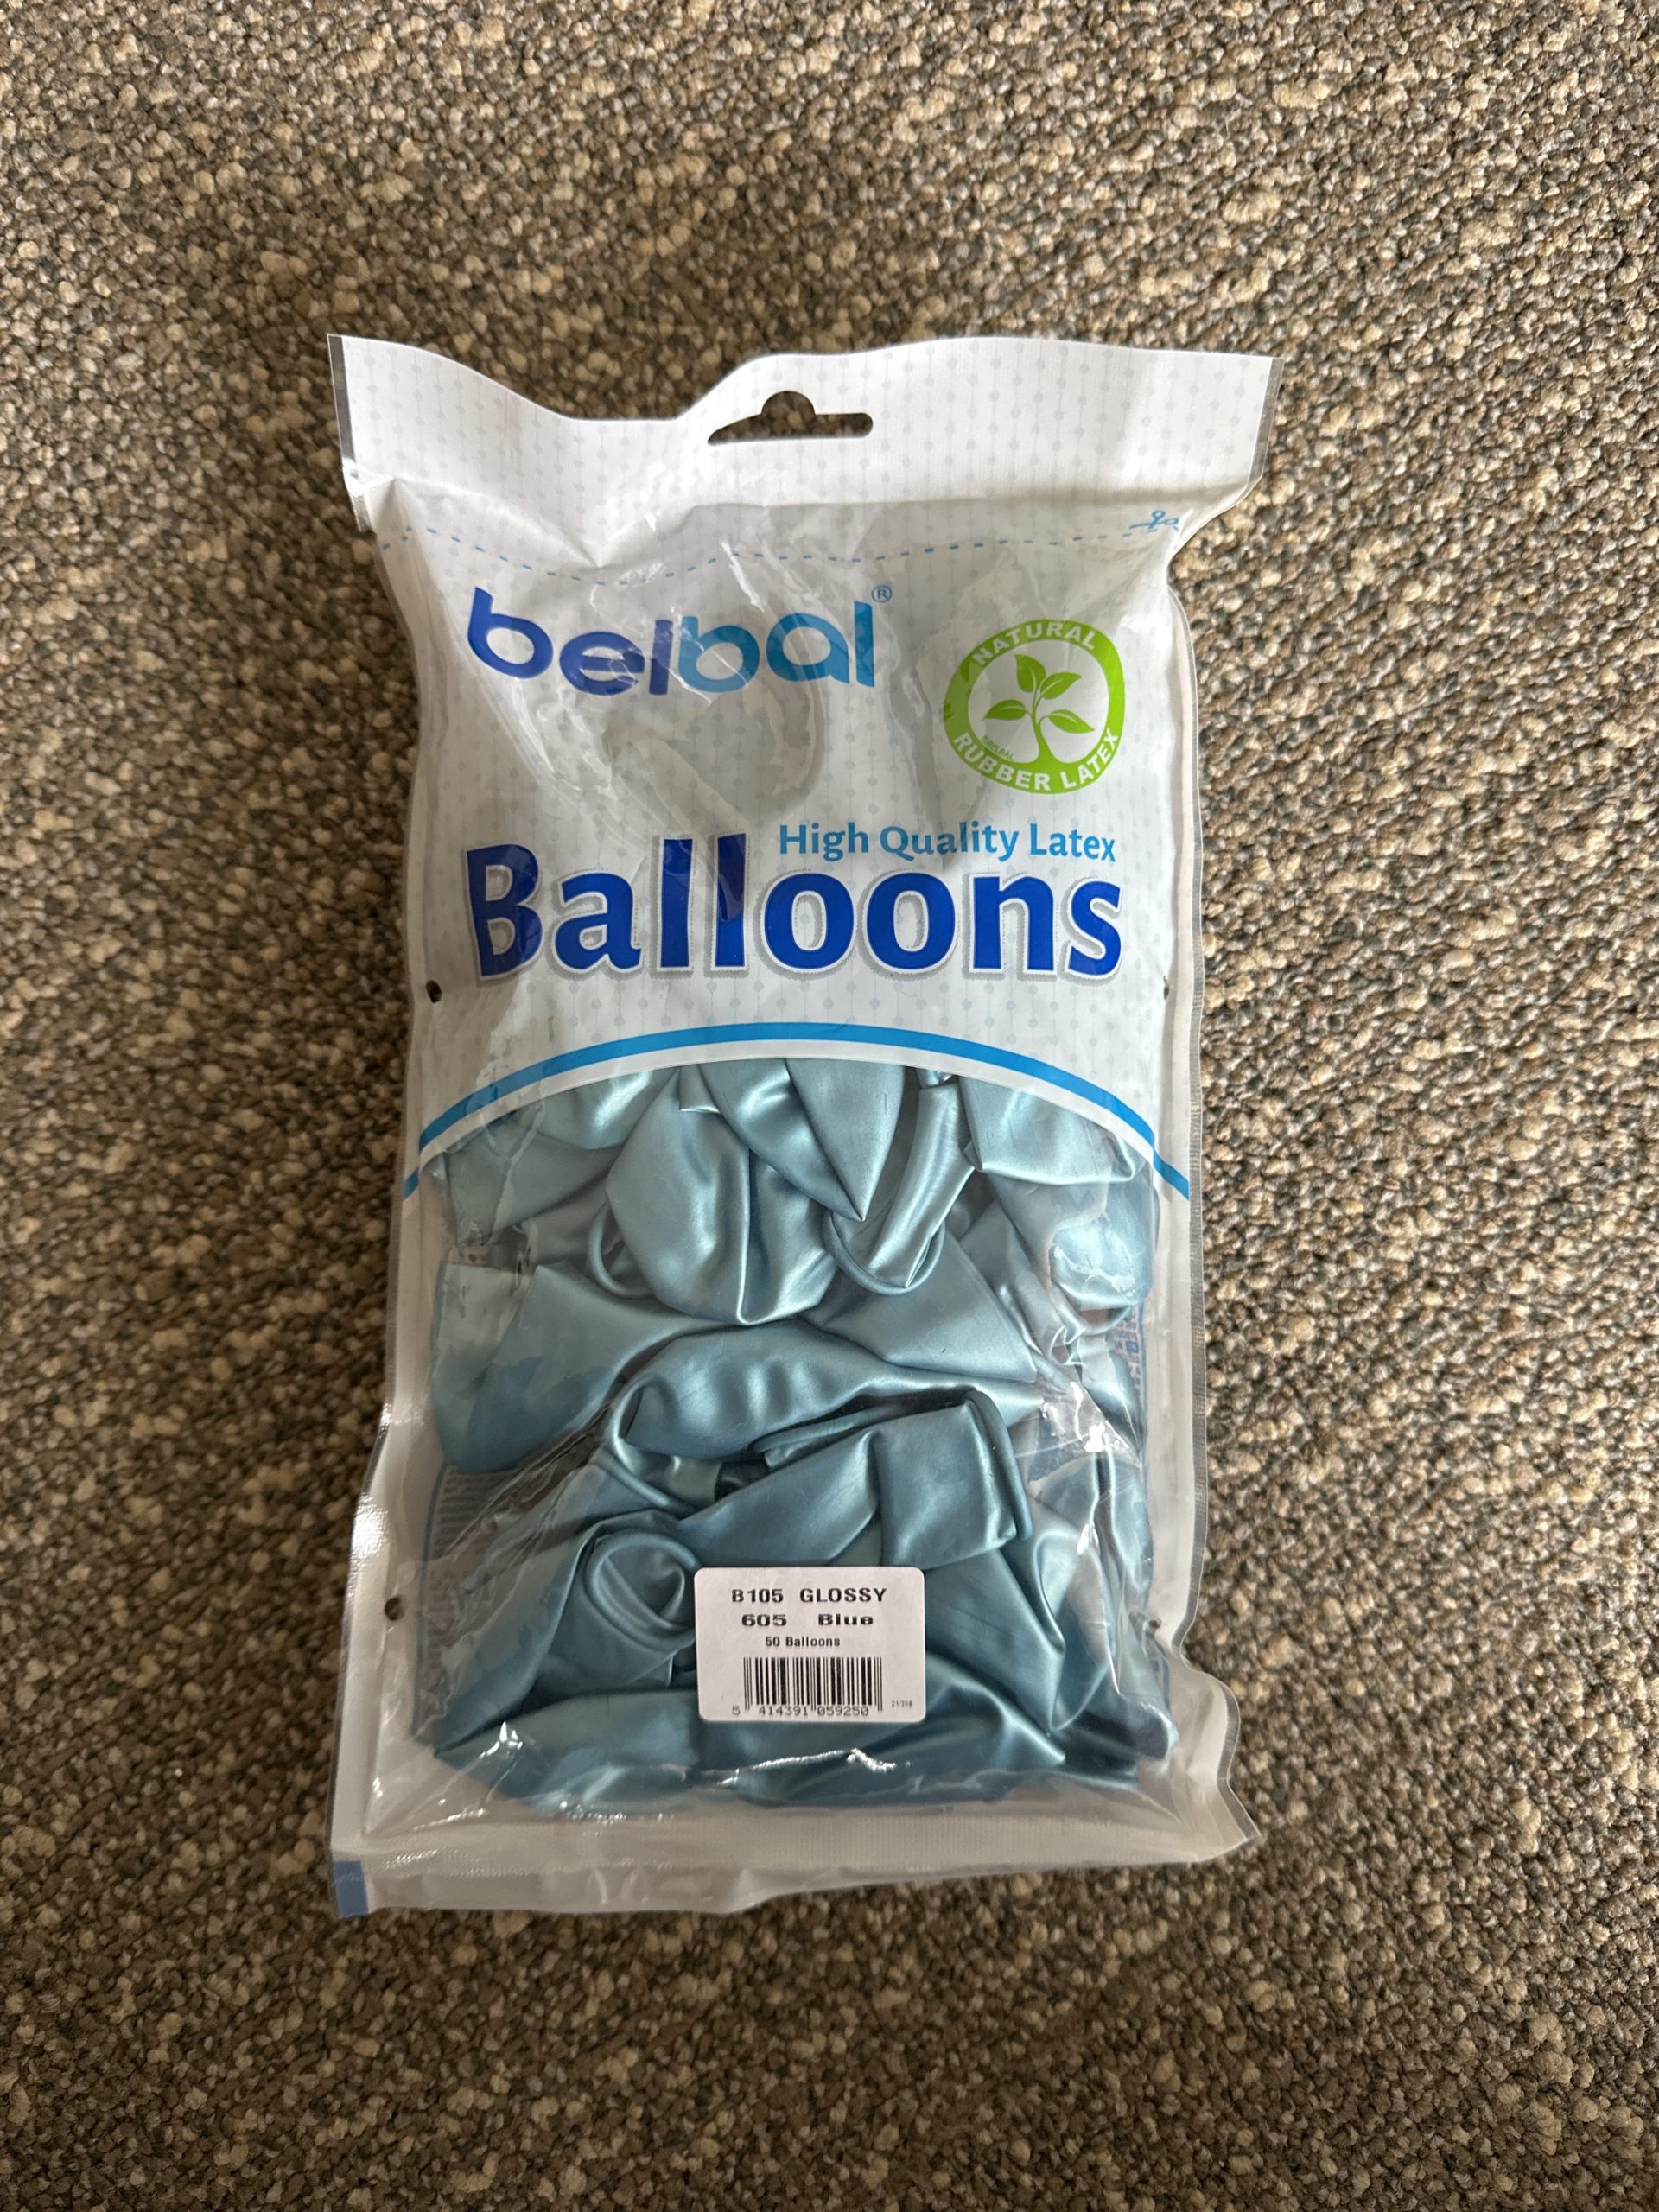 belbal®
NATURAL
RUBBER LATEX
High Quality Latex
Balloons
B105 GLOSSY
605 Blue
50 Balloons
5 414391 059250